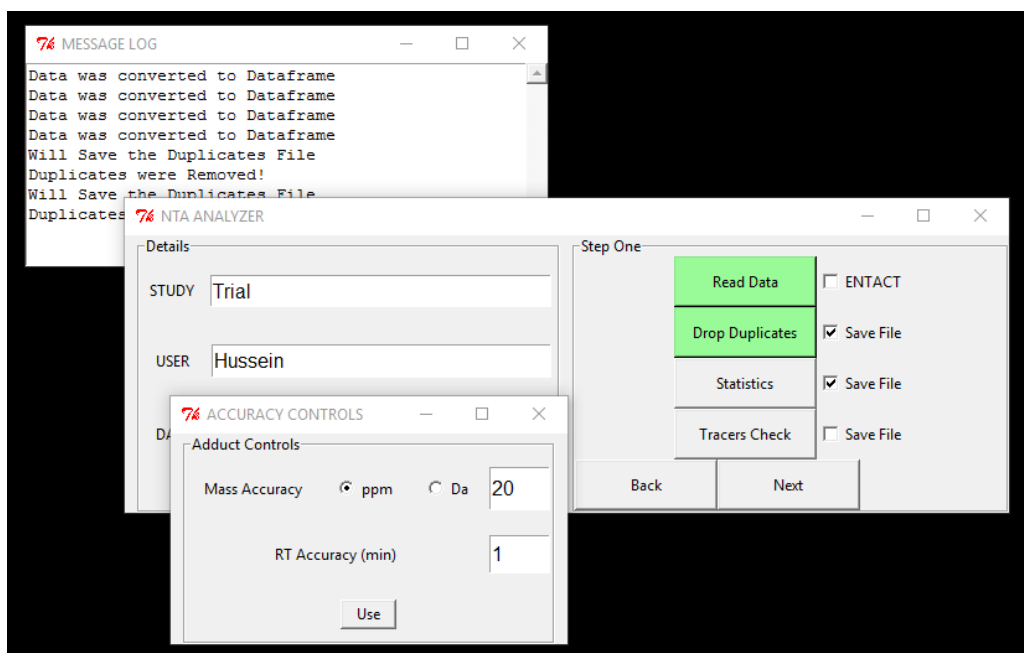 MESSAGE LOG
Data was converted to Dataframe
Data was converted to Dataframe
Data was converted to Dataframe
Data was converted to Dataframe
Will Save the Duplicates File
Duplicates were Removed!
Will Save the Duplicates File
Duplicates
NTA ANALYZER
Details
STUDY Trial
USER Hussein
Step One
Read Data ENTACT
Drop Duplicates Save File
Statistics Save File
Tracers Check Save File
Back Next
ACCURACY CONTROLS
Adduct Controls
Mass Accuracy ppm Da 20
RT Accuracy (min) 1
Use